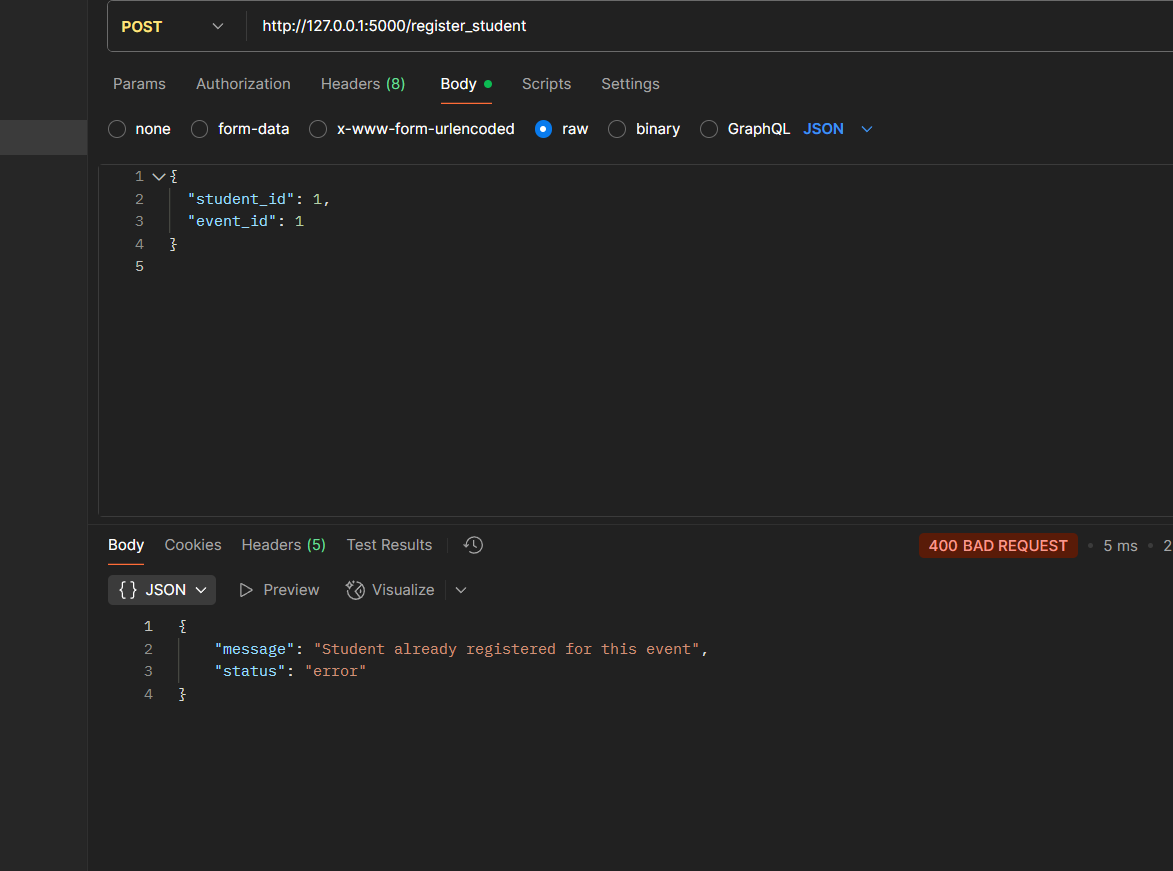 POST http://127.0.0.1:5000/register_student
Params Authorization Headers (8) Body Scripts Settings
none form-data x-www-form-urlencoded raw binary GraphQL JSON
1 {
2 "student_id": 1,
3 "event_id": 1
4 }
5
Body Cookies Headers (5) Test Results 400 BAD REQUEST 5 ms 2
{} JSON Preview Visualize
1 {
2 "message": "Student already registered for this event",
3 "status": "error"
4 }